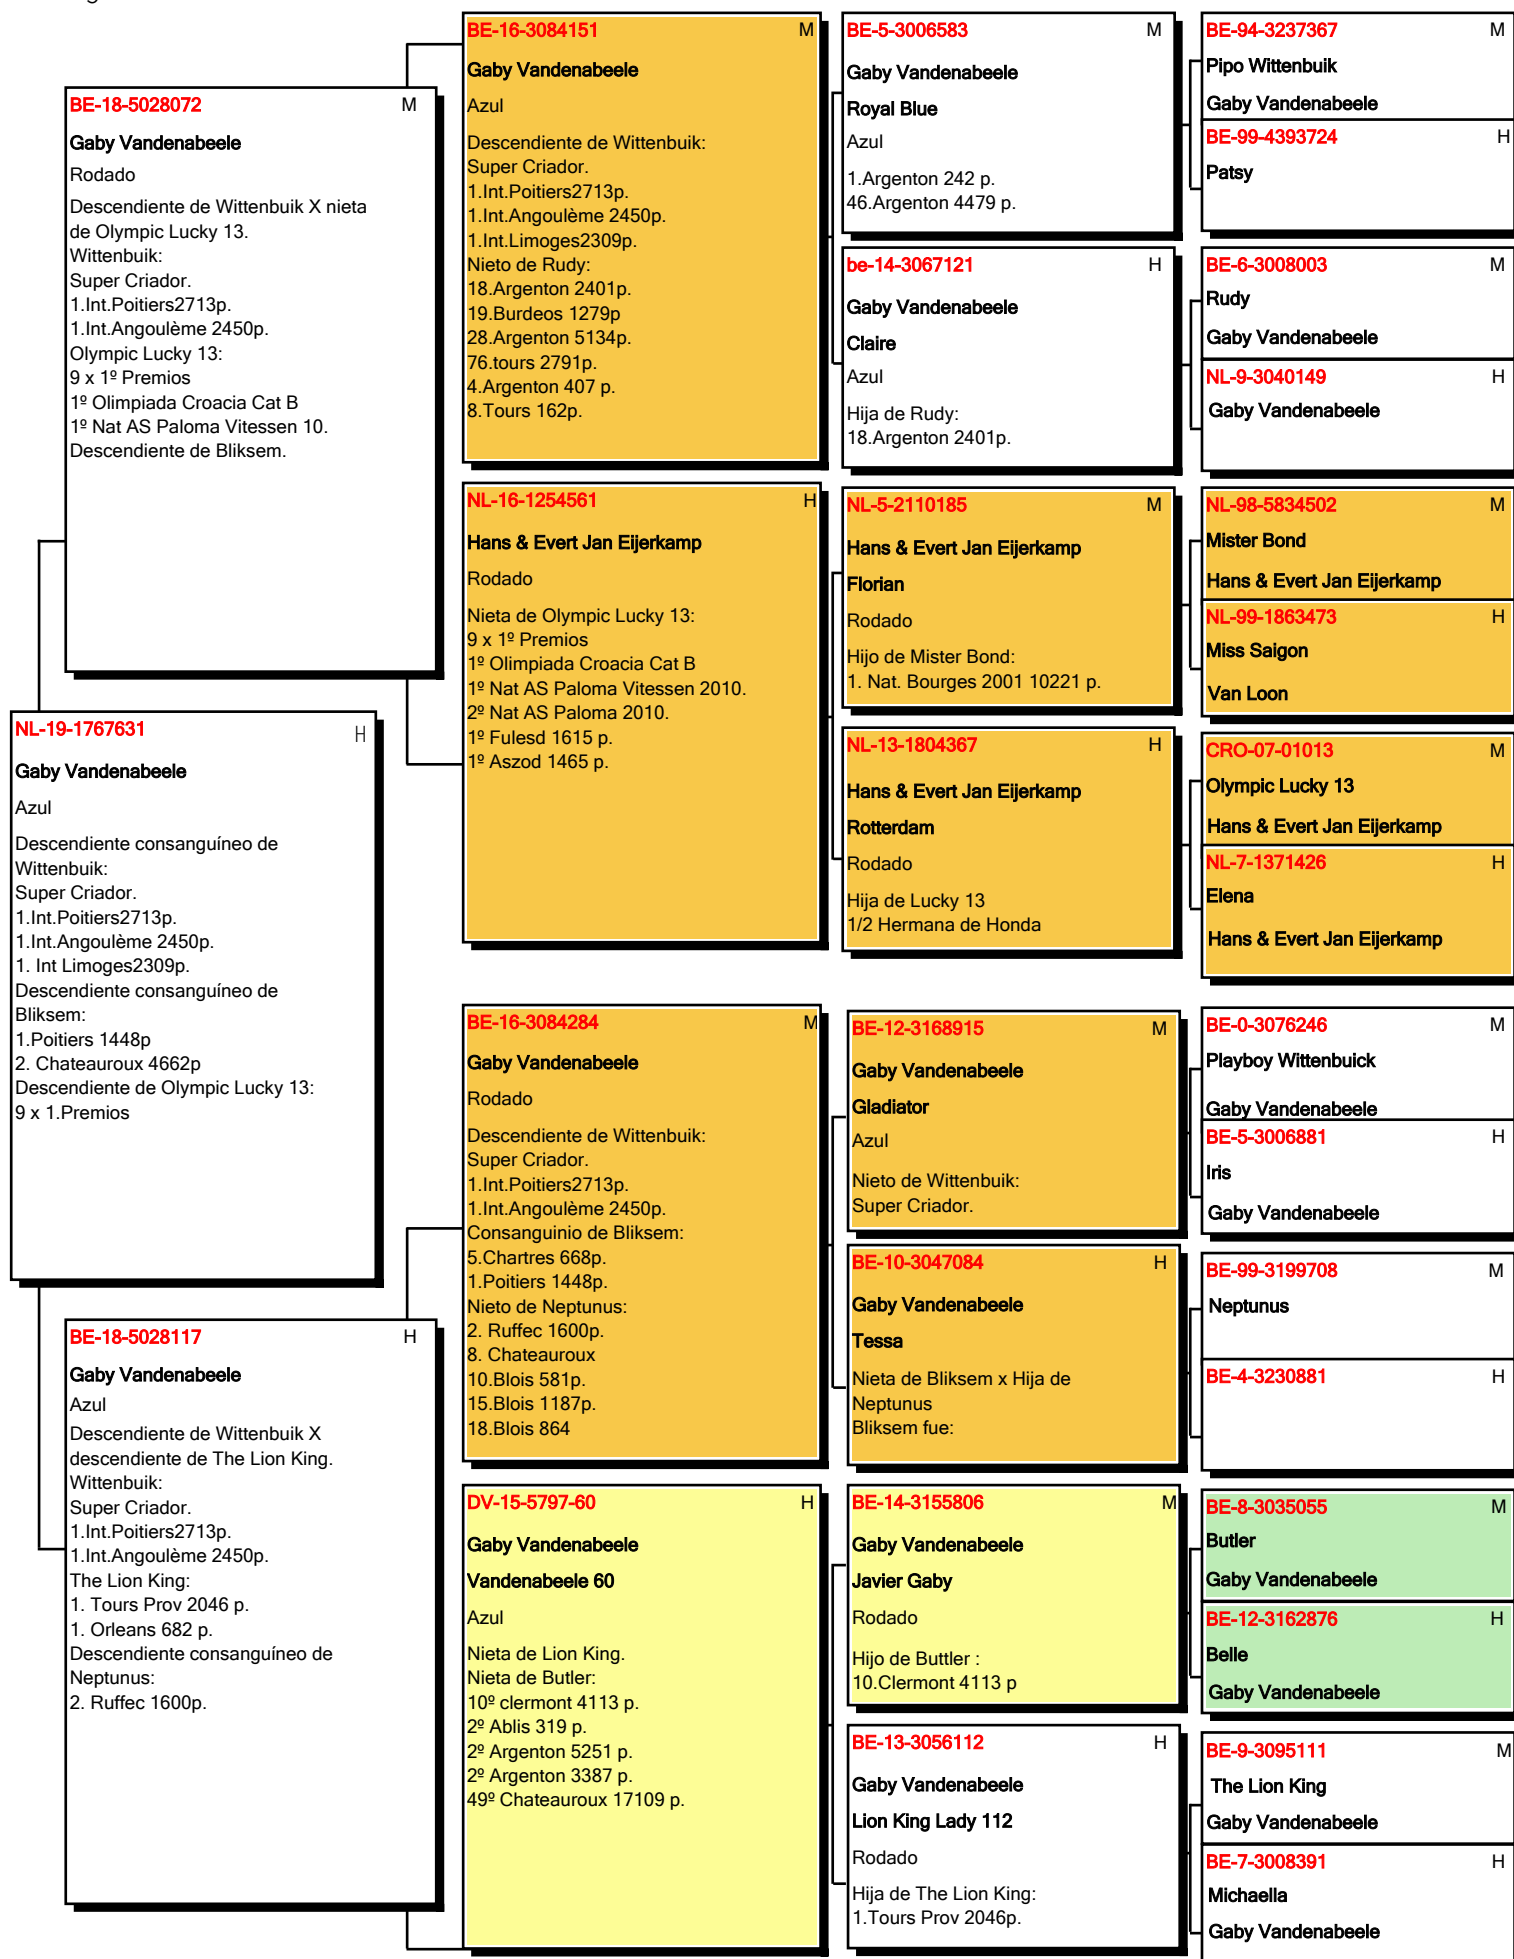 BE-16-3084151 M
Gaby Vandenabeele
Azul
Descendiente de Wittenbuik:
Super Criador.
1.Int.Poitiers2713p.
1.Int.Angoulème 2450p.
1.Int.Limoges2309p.
Nieto de Rudy:
18.Argenton 2401p.
19.Burdeos 1279p
28.Argenton 5134p.
76.tours 2791p.
4.Argenton 407 p.
8.Tours 162p.
BE-5-3006583 M
Gaby Vandenabeele
Royal Blue
Azul
1.Argenton 242 p.
46.Argenton 4479 p.
BE-94-3237367 M
Pipo Wittenbuik
Gaby Vandenabeele
BE-99-4393724 H
Patsy
BE-18-5028072 M
Gaby Vandenabeele
Rodado
Descendiente de Wittenbuik X nieta
de Olympic Lucky 13.
Wittenbuik:
Super Criador.
1.Int.Poitiers2713p.
1.Int.Angoulème 2450p.
Olympic Lucky 13:
9 x 1º Premios
1º Olimpiada Croacia Cat B
1º Nat AS Paloma Vitessen 10.
Descendiente de Bliksem.
be-14-3067121 H
Gaby Vandenabeele
Claire
Azul
Hija de Rudy:
18.Argenton 2401p.
BE-6-3008003 M
Rudy
Gaby Vandenabeele
NL-9-3040149 H
Gaby Vandenabeele
NL-16-1254561 H
Hans & Evert Jan Eijerkamp
Rodado
Nieta de Olympic Lucky 13:
9 x 1º Premios
1º Olimpiada Croacia Cat B
1º Nat AS Paloma Vitessen 2010.
2º Nat AS Paloma 2010.
1º Fulesd 1615 p.
1º Aszod 1465 p.
NL-5-2110185 M
Hans & Evert Jan Eijerkamp
Florian
Rodado
Hijo de Mister Bond:
1. Nat. Bourges 2001 10221 p.
NL-98-5834502 M
Mister Bond
Hans & Evert Jan Eijerkamp
NL-99-1863473 H
Miss Saigon
Van Loon
NL-13-1804367 H
Hans & Evert Jan Eijerkamp
Rotterdam
Rodado
Hija de Lucky 13
1/2 Hermana de Honda
CRO-07-01013 M
Olympic Lucky 13
Hans & Evert Jan Eijerkamp
NL-7-1371426 H
Elena
Hans & Evert Jan Eijerkamp
NL-19-1767631 H
Gaby Vandenabeele
Azul
Descendiente consanguíneo de
Wittenbuik:
Super Criador.
1.Int.Poitiers2713p.
1.Int.Angoulème 2450p.
1. Int Limoges2309p.
Descendiente consanguíneo de
Bliksem:
1.Poitiers 1448p
2. Chateauroux 4662p
Descendiente de Olympic Lucky 13:
9 x 1.Premios
BE-16-3084284 M
Gaby Vandenabeele
Rodado
Descendiente de Wittenbuik:
Super Criador.
1.Int.Poitiers2713p.
1.Int.Angoulème 2450p.
Consanguinio de Bliksem:
5.Chartres 668p.
1.Poitiers 1448p.
Nieto de Neptunus:
2. Ruffec 1600p.
8. Chateauroux
10.Blois 581p.
15.Blois 1187p.
18.Blois 864
BE-12-3168915 M
Gaby Vandenabeele
Gladiator
Azul
Nieto de Wittenbuik:
Super Criador.
BE-0-3076246 M
Playboy Wittenbuick
Gaby Vandenabeele
BE-5-3006881 H
Iris
Gaby Vandenabeele
BE-10-3047084 H
Gaby Vandenabeele
Tessa
Nieta de Bliksem x Hija de
Neptunus
Bliksem fue:
BE-99-3199708 M
Neptunus
BE-4-3230881 H
BE-18-5028117 H
Gaby Vandenabeele
Azul
Descendiente de Wittenbuik X
descendiente de The Lion King.
Wittenbuik:
Super Criador.
1.Int.Poitiers2713p.
1.Int.Angoulème 2450p.
The Lion King:
1. Tours Prov 2046 p.
1. Orleans 682 p.
Descendiente consanguíneo de
Neptunus:
2. Ruffec 1600p.
DV-15-5797-60 H
Gaby Vandenabeele
Vandenabeele 60
Azul
Nieta de Lion King.
Nieta de Butler:
10º clermont 4113 p.
2º Ablis 319 p.
2º Argenton 5251 p.
2º Argenton 3387 p.
49º Chateauroux 17109 p.
BE-14-3155806 M
Gaby Vandenabeele
Javier Gaby
Rodado
Hijo de Buttler :
10.Clermont 4113 p
BE-8-3035055 M
Butler
Gaby Vandenabeele
BE-12-3162876 H
Belle
Gaby Vandenabeele
BE-13-3056112 H
Gaby Vandenabeele
Lion King Lady 112
Rodado
Hija de The Lion King:
1.Tours Prov 2046p.
BE-9-3095111 M
The Lion King
Gaby Vandenabeele
BE-7-3008391 H
Michaella
Gaby Vandenabeele